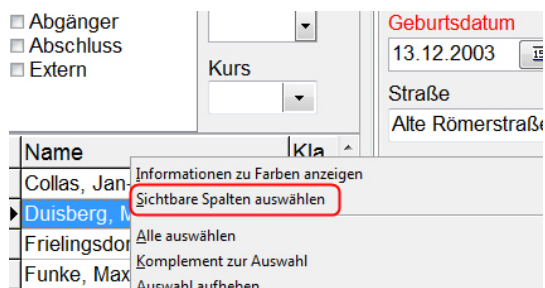 Abgänger
Abschluss
Extern
Kurs
Geburtsdatum
13.12.2003
Straße
Alte Römerstraße
Name
Kla
Collas, Jan-
Duisberg, M
Frielingsdor
Funke, Max
Informationen zu Farben anzeigen
Sichtbare Spalten auswählen
Alle auswählen
Komplement zur Auswahl
Auswahl aufheben